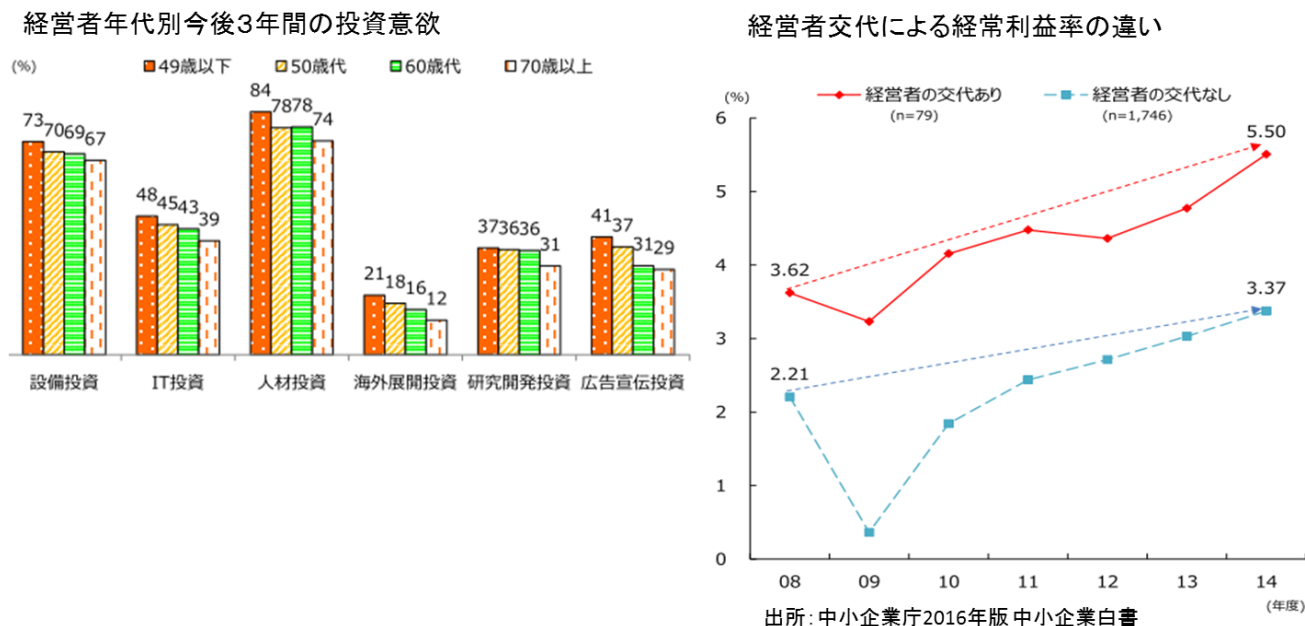 経営者年代別今後3年間の投資意欲
(%)
49歳以下 50歳代 60歳代 70歳以上
73 70 69 67
48 45 43 39
84 78 78 74
21 18 16 12
37 36 36 31
41 37 31 29
設備投資 IT投資 人材投資 海外展開投資 研究開発投資 広告宣伝投資
経営者交代による経常利益率の違い
(%)
経営者の交代あり 経営者の交代なし
(n=79) (n=1,746)
6
5.50
5
4
3.62
3.37
3
2.21
2
1
0
08 09 10 11 12 13 14
(年度)
出所:中小企業庁2016年版 中小企業白書